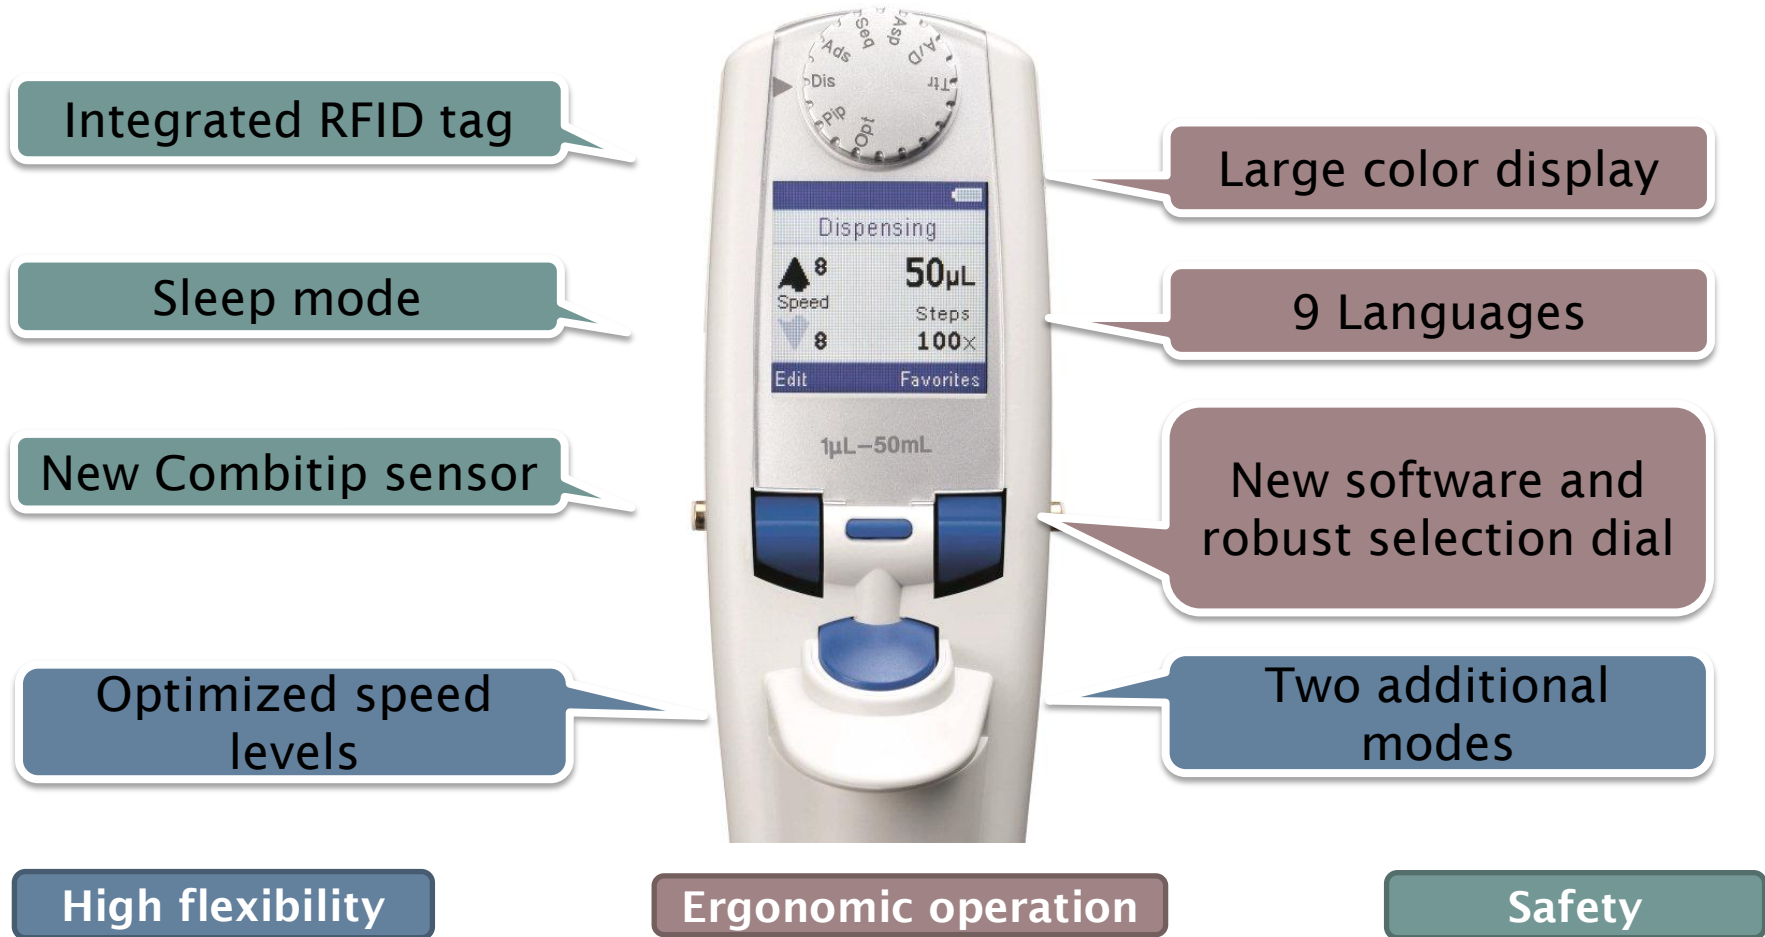 Seq
Asp
Ads
A/D
Dis
Ttr
Pip
Opt
Integrated RFID tag
Large color display
Dispensing
8
50µL
Speed
Steps
8
100x
Edit
Favorites
Sleep mode
9 Languages
1µL–50mL
New Combitip sensor
New software and
robust selection dial
Optimized speed
levels
Two additional
modes
High flexibility
Ergonomic operation
Safety